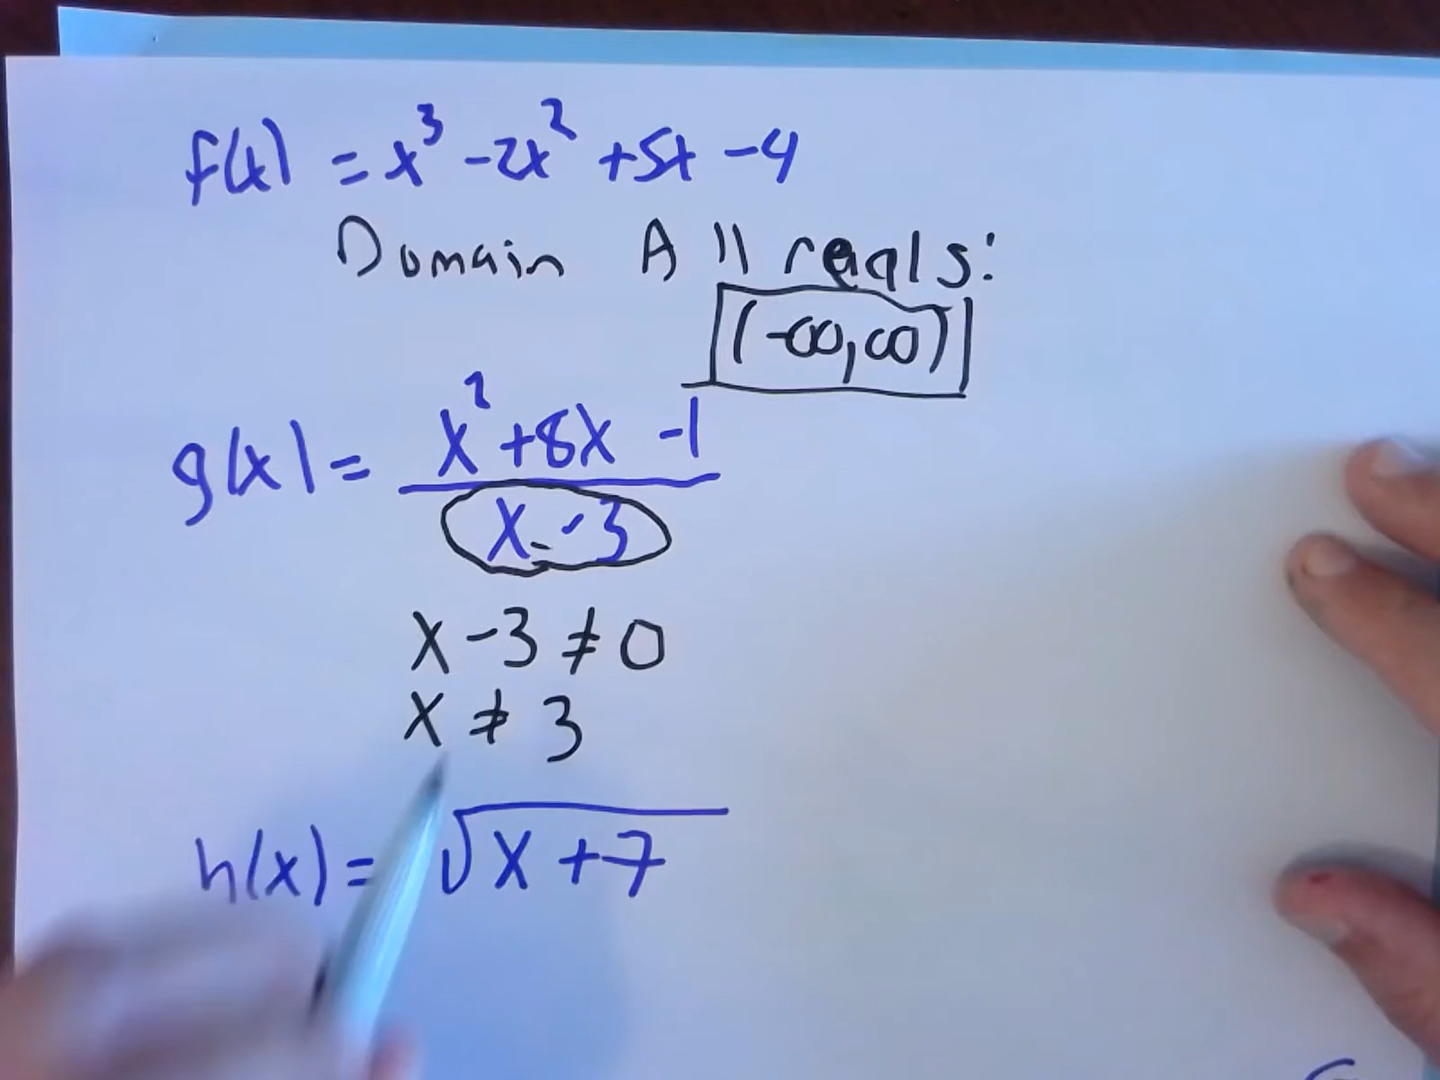 f(x) = x³ - 2x² + 5x - 4
Domain All reals:
(-∞, ∞)
g(x) = x² + 8x - 1
x - 3
x - 3 ≠ 0
x ≠ 3
h(x) = √x + 7